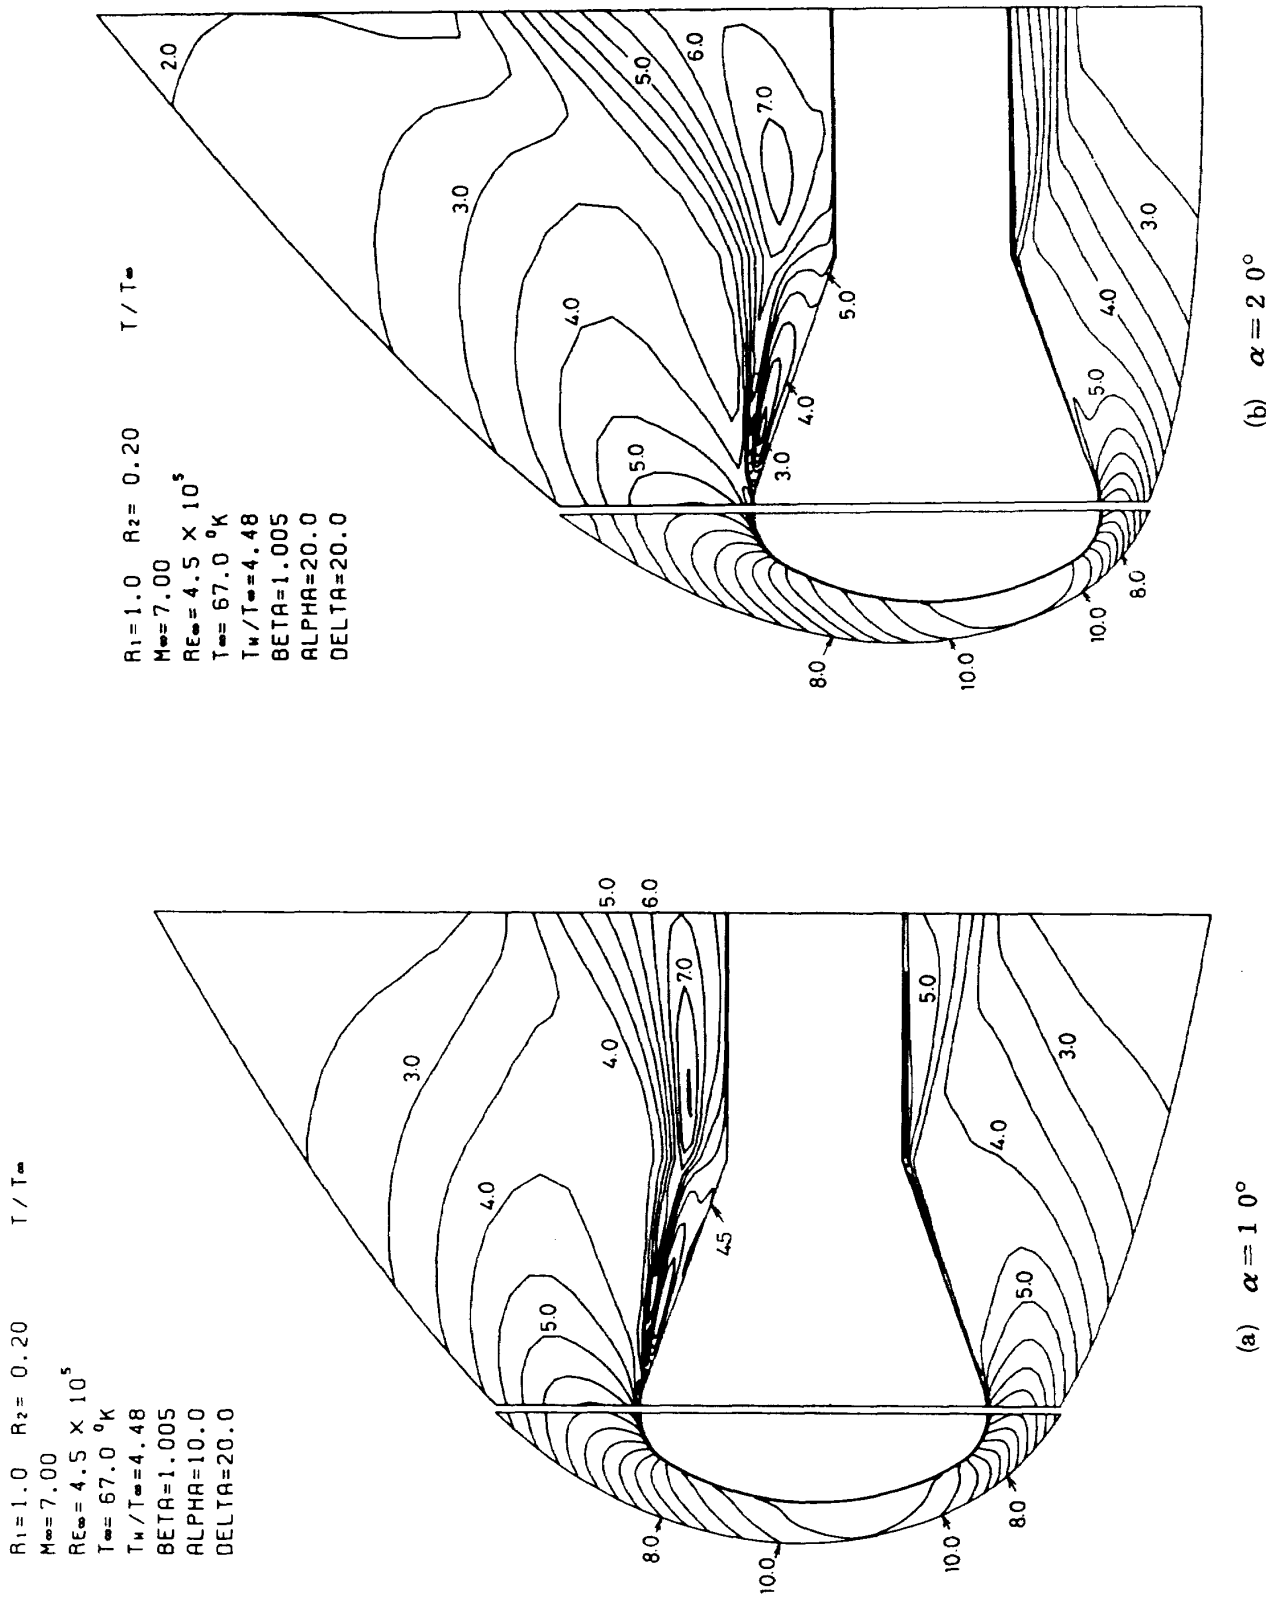 R₁=1.0 R₂= 0.20 T/T∞
M∞=7.00
RE∞= 4.5 × 10⁵
T∞= 67.0 ⁰K
Tw/T∞=4.48
BETA=1.005
ALPHA=10.0
DELTA=20.0
3.0
4.0
5.0
4.0
5.0
6.0
7.0
45
8.0
10.0
10.0
8.0
5.0
4.0
3.0
5.0
(a) α=10°
R₁=1.0 R₂= 0.20 T/T∞
M∞=7.00
RE∞= 4.5 × 10⁵
T∞= 67.0 ⁰K
Tw/T∞=4.48
BETA=1.005
ALPHA=20.0
DELTA=20.0
2.0
3.0
4.0
5.0
5.0
6.0
7.0
3.0
4.0
5.0
8.0
10.0
10.0
8.0
5.0
4.0
3.0
(b) α=20°